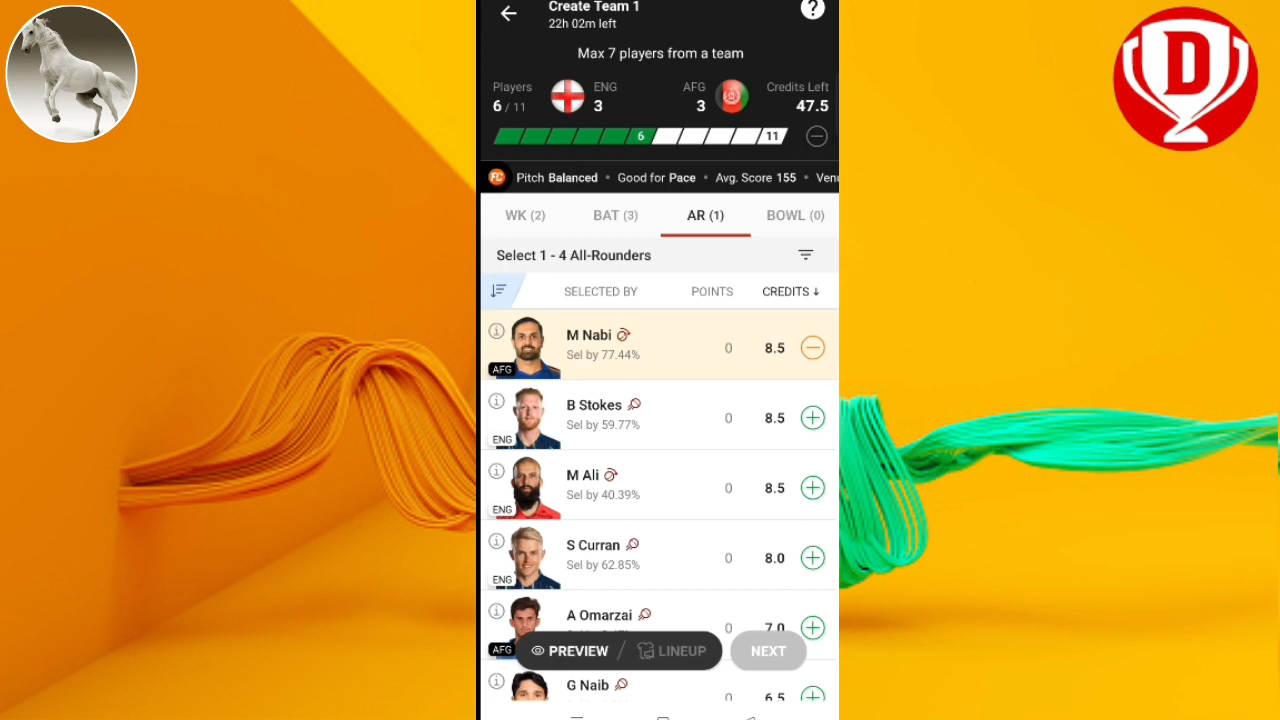 Create Team 1
22h 02m left
?
D
Max 7 players from a team
Players ENG AFG Credits Left
6 / 11 3 3 47.5
6 11
FC Pitch Balanced • Good for Pace • Avg. Score 155 • Venu
WK (2) BAT (3) AR (1) BOWL (0)
Select 1 - 4 All-Rounders
SELECTED BY POINTS CREDITS ↓
M Nabi
Sel by 77.44% 0 8.5
AFG
B Stokes
Sel by 59.77% 0 8.5
ENG
M Ali
Sel by 40.39% 0 8.5
ENG
S Curran
Sel by 62.85% 0 8.0
ENG
A Omarzai
0 7.0
AFG
PREVIEW / LINEUP NEXT
G Naib
0 6.5